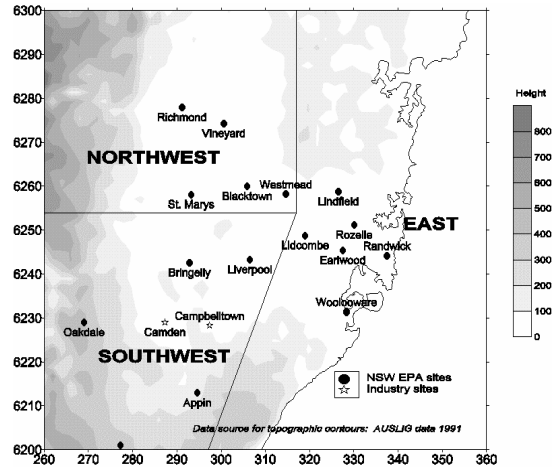 6300
6290
6280
6270
6260
6250
6240
6230
6220
6210
6200
260 270 280 290 300 310 320 330 340 350 360
Richmond
Vineyard
NORTHWEST
Blacktown
Westmead
St. Marys
Lindfield
EAST
Rozelle
Lidcombe
Randwick
Earlwood
Bringelly
Liverpool
Woolooware
Campbelltown
Camden
Oakdale
SOUTHWEST
Appin
NSW EPA sites
Industry sites
Data source for topographic contours: AUSLIG data 1991
Height
800
700
600
500
400
300
200
100
0